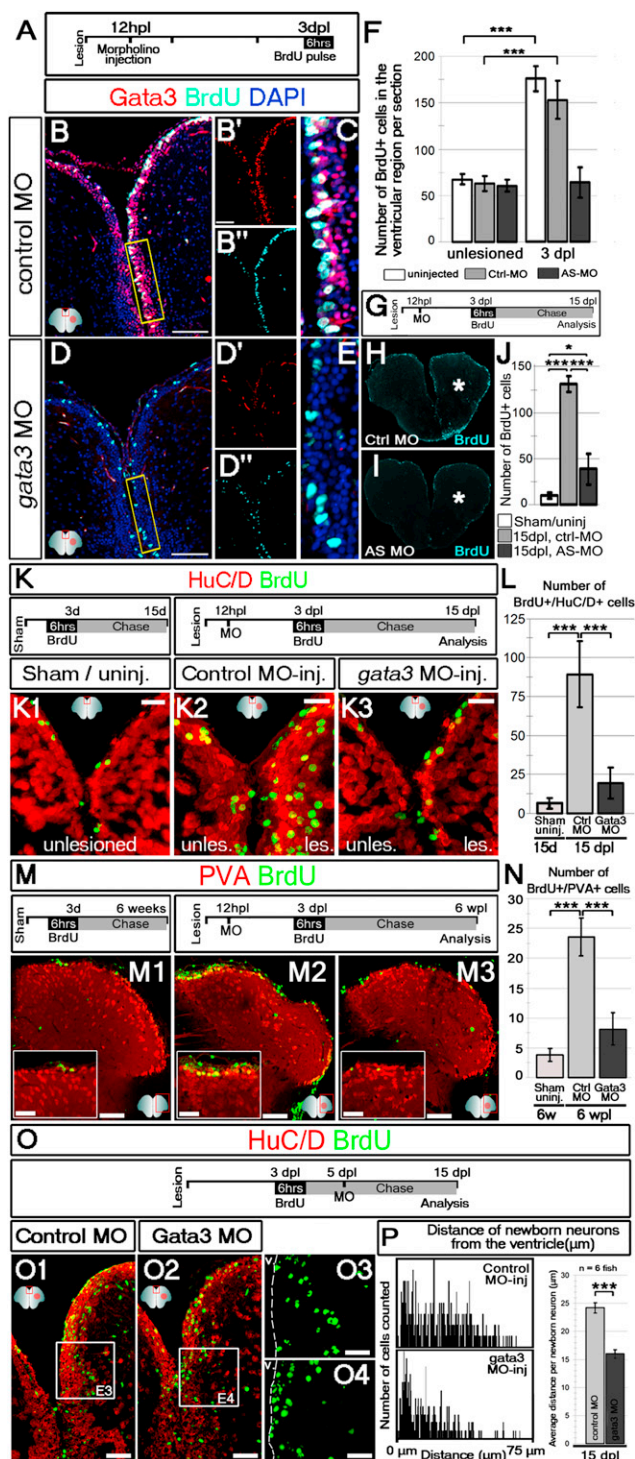 A
Lesion
12hpl
3dpl
6hrs
Morpholino
injection
BrdU pulse
Gata3 BrdU DAPI
control MO
B
B'
B''
C
gata3 MO
D
D'
D''
E
F
Number of BrdU+ cells in the
ventricular region per section
200
150
100
50
0
***
***
unlesioned
3 dpl
uninjected
Ctrl-MO
AS-MO
G
Lesion
12hpl
3 dpl
15 dpl
6hrs
Chase
MO
BrdU
Analysis
H
*
Ctrl MO
BrdU
I
*
AS MO
BrdU
J
Number of BrdU+ cells
150
100
50
0
*
*** ***
Sham/uninj
15dpl, ctrl-MO
15dpl, AS-MO
K
HuC/D BrdU
Sham
3d
15d
6hrs
Chase
BrdU
Lesion
12hpl
3 dpl
15 dpl
6hrs
Chase
MO
BrdU
Analysis
Sham / uninj.
Control MO-inj.
gata3 MO-inj.
K1
unlesioned
K2
unles.
les.
K3
unles.
les.
L
Number of
BrdU+/HuC/D+ cells
125
100
75
50
25
0
***
***
Sham
uninj.
Ctrl
MO
Gata3
MO
15d
15 dpl
M
PVA BrdU
Sham
3d
6 weeks
6hrs
Chase
BrdU
Lesion
12hpl
3 dpl
6 wpl
6hrs
Chase
MO
BrdU
Analysis
M1
M2
M3
N
Number of
BrdU+/PVA+ cells
30
25
20
15
10
5
0
***
***
Sham
uninj.
Ctrl
MO
Gata3
MO
6w
6 wpl
O
HuC/D BrdU
Lesion
3 dpl
5 dpl
15 dpl
6hrs
Chase
BrdU
MO
Analysis
Control MO
Gata3 MO
O1
E3
O2
E4
V
O3
V
O4
P
Distance of newborn neurons
from the ventricle(µm)
Number of cells counted
Control
MO-inj
gata3
MO-inj
0 µm
Distance (µm)
75 µm
n = 6 fish
***
Average distance per newborn neuron (µm)
30
25
20
15
10
5
0
control MO
gata3 MO
15 dpl